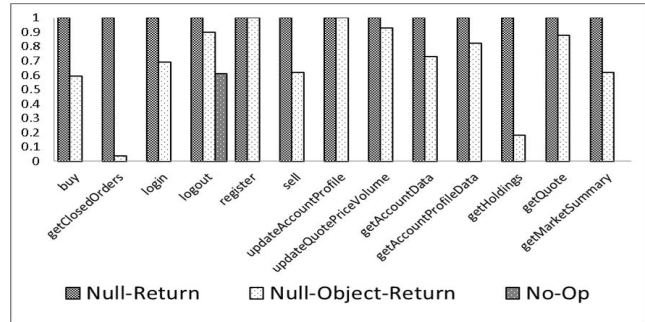 1
0.9
0.8
0.7
0.6
0.5
0.4
0.3
0.2
0.1
0
buy
getClosedOrders
login
logout
register
sell
updateAccountProfile
updateQuotePriceVolume
getAccountData
getAccountProfileData
getHoldings
getQuote
getMarketSummary
Null-Return Null-Object-Return No-Op